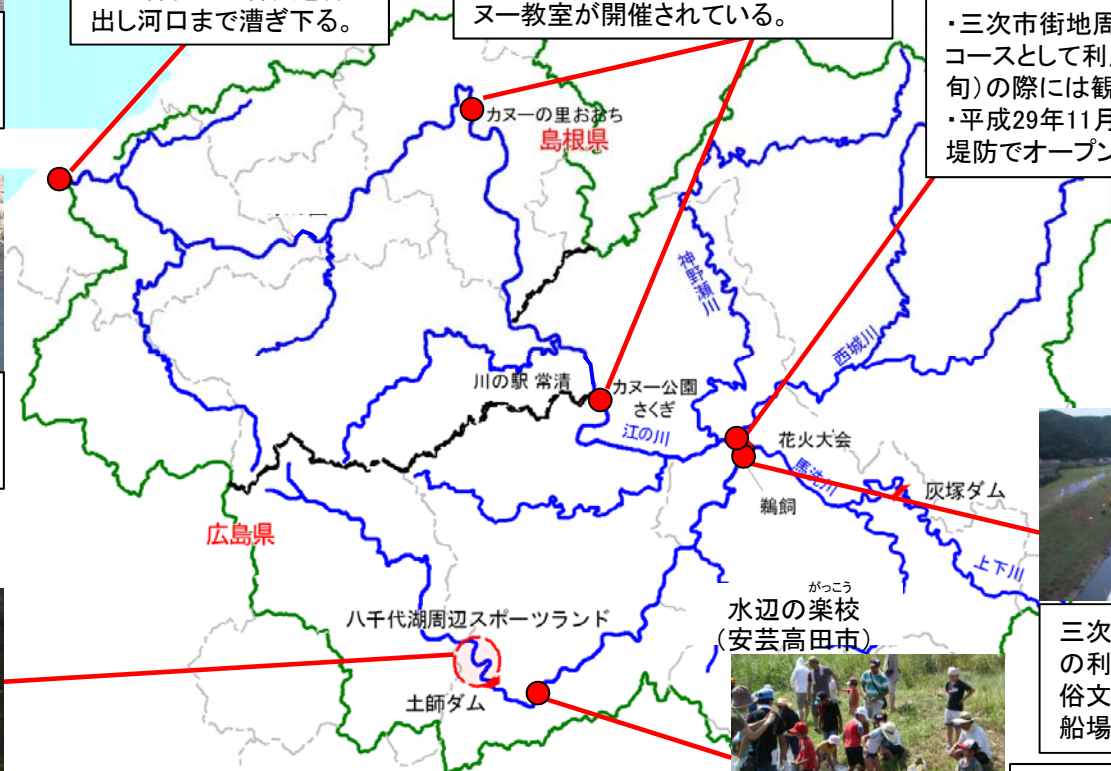 出し河口まで漕ぎ下る。
ヌー教室が開催されている。
・三次市街地周
コースとして利
旬)の際には観
・平成29年11月
堤防でオープン
カヌーの里おおち
島根県
神野瀬川
西城川
川の駅 常清
カヌー公園
さくぎ
江の川
花火大会
馬洗川
鵜飼
灰塚ダム
上下川
広島県
八千代湖周辺スポーツランド
土師ダム
がっこう
水辺の楽校
(安芸高田市)
三次
の利
俗文
船場